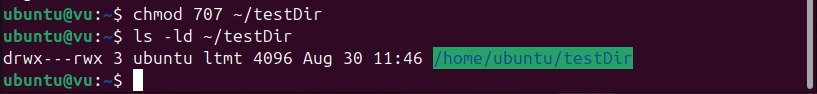 ubuntu@vu:~$ chmod 707 ~/testDir
ubuntu@vu:~$ ls -ld ~/testDir
drwx---rwx 3 ubuntu ltmt 4096 Aug 30 11:46 /home/ubuntu/testDir
ubuntu@vu:~$